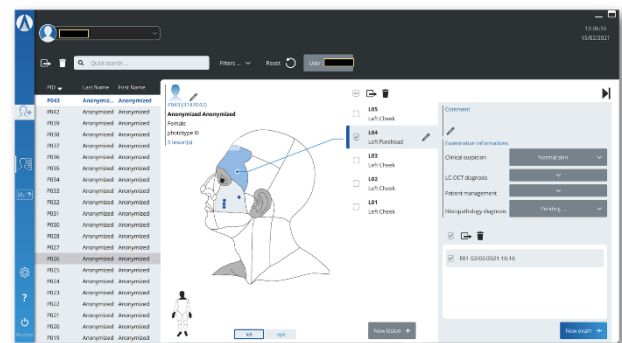 12:06:55
15/02/2021
Quick search ...
Filters ...
Reset
User
PID
Last Name
First Name
P043 Anonymiz... Anonymized
P042 Anonymized Anonymized
P039 Anonymized Anonymized
P038 Anonymized Anonymized
P037 Anonymized Anonymized
P036 Anonymized Anonymized
P035 Anonymized Anonymized
P034 Anonymized Anonymized
P033 Anonymized Anonymized
P032 Anonymized Anonymized
P031 Anonymized Anonymized
P030 Anonymized Anonymized
P028 Anonymized Anonymized
P027 Anonymized Anonymized
P026 Anonymized Anonymized
P025 Anonymized Anonymized
P024 Anonymized Anonymized
P023 Anonymized Anonymized
P022 Anonymized Anonymized
P021 Anonymized Anonymized
P020 Anonymized Anonymized
P019 Anonymized Anonymized
Anonymized Anonymized
Female
phototype III
5 lesion(s)
left
right
L05
Left Cheek
L04
Left Forehead
L03
Left Cheek
L02
Left Cheek
L01
Left Cheek
New lesion +
Comment
Examination informations
Clinical suspicion
Normal skin
LC-OCT diagnosis
Patient management
Histopathology diagnosis
Pending...
E01 02/02/2021 16:16
New exam +